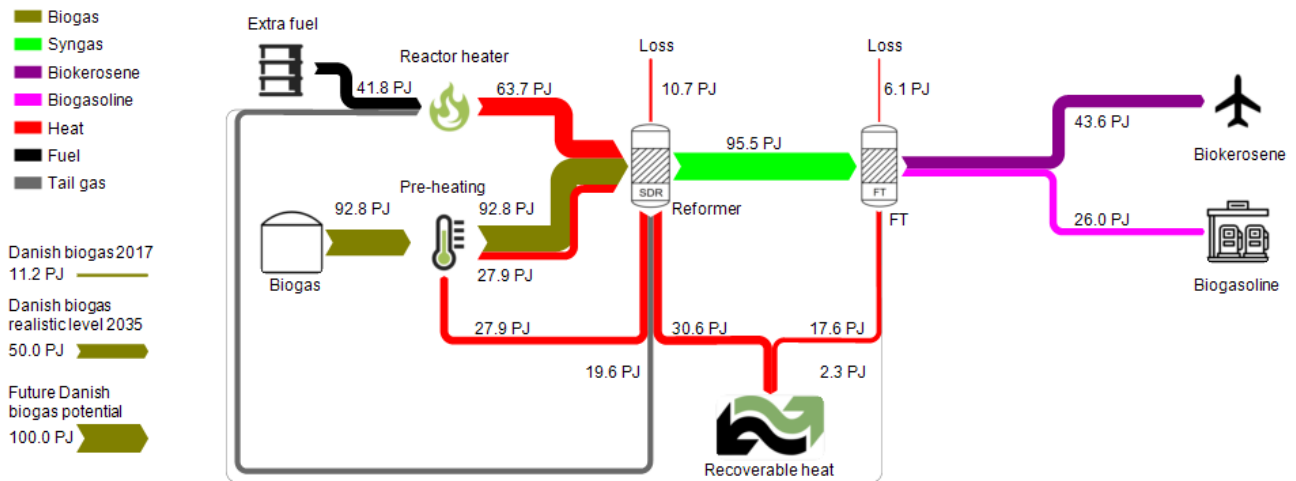 Biogas
Syngas
Biokerosene
Biogasoline
Heat
Fuel
Tail gas
Danish biogas 2017
11.2 PJ
Danish biogas
realistic level 2035
50.0 PJ
Future Danish
biogas potential
100.0 PJ
Extra fuel
41.8 PJ
Reactor heater
63.7 PJ
Loss
10.7 PJ
Loss
6.1 PJ
95.5 PJ
43.6 PJ
Biokerosene
Pre-heating
92.8 PJ
92.8 PJ
SDR
Reformer
FT
FT
26.0 PJ
Biogas
27.9 PJ
Biogasoline
27.9 PJ
30.6 PJ
17.6 PJ
19.6 PJ
2.3 PJ
Recoverable heat